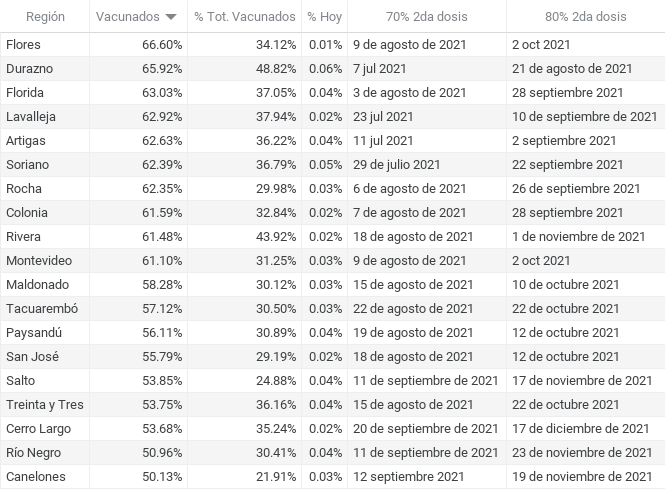 Región Vacunados % Tot. Vacunados % Hoy 70% 2da dosis 80% 2da dosis
Flores 66.60% 34.12% 0.01% 9 de agosto de 2021 2 oct 2021
Durazno 65.92% 48.82% 0.06% 7 jul 2021 21 de agosto de 2021
Florida 63.03% 37.05% 0.04% 3 de agosto de 2021 28 septiembre 2021
Lavalleja 62.92% 37.94% 0.02% 23 jul 2021 10 de septiembre de 2021
Artigas 62.63% 36.22% 0.04% 11 jul 2021 2 septiembre 2021
Soriano 62.39% 36.79% 0.05% 29 de julio 2021 22 septiembre 2021
Rocha 62.35% 29.98% 0.03% 6 de agosto de 2021 26 de septiembre 2021
Colonia 61.59% 32.84% 0.02% 7 de agosto de 2021 28 septiembre 2021
Rivera 61.48% 43.92% 0.02% 18 de agosto de 2021 1 de noviembre de 2021
Montevideo 61.10% 31.25% 0.03% 9 de agosto de 2021 2 oct 2021
Maldonado 58.28% 30.12% 0.03% 15 de agosto de 2021 10 de octubre de 2021
Tacuarembó 57.12% 30.50% 0.03% 22 de agosto de 2021 12 de octubre de 2021
Paysandú 56.11% 30.89% 0.04% 19 de agosto de 2021 12 de octubre de 2021
San José 55.79% 29.19% 0.02% 18 de agosto de 2021 12 de octubre de 2021
Salto 53.85% 24.88% 0.04% 11 de septiembre de 2021 17 de noviembre de 2021
Treinta y Tres 53.75% 36.16% 0.04% 15 de agosto de 2021 22 de octubre de 2021
Cerro Largo 53.68% 35.24% 0.02% 20 de septiembre de 2021 17 de diciembre de 2021
Río Negro 50.96% 30.41% 0.04% 11 de septiembre de 2021 23 de noviembre de 2021
Canelones 50.13% 21.91% 0.03% 12 septiembre 2021 19 de noviembre de 2021